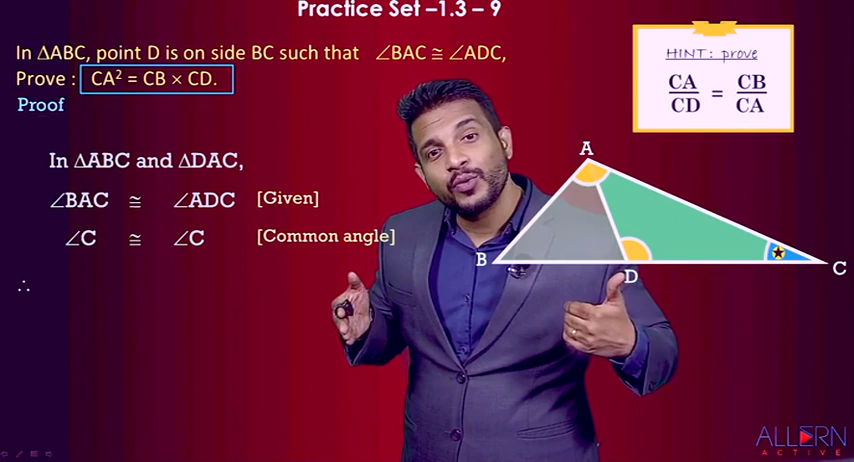 Practice Set –1.3 – 9
In ΔABC, point D is on side BC such that ∠BAC ≅ ∠ADC,
Prove : CA² = CB × CD.
Proof
HINT: prove
CA/CD = CB/CA
In ΔABC and ΔDAC,
∠BAC ≅ ∠ADC [Given]
∠C ≅ ∠C [Common angle]
∴
A
B
D
C
ALLERN
ACTIVE